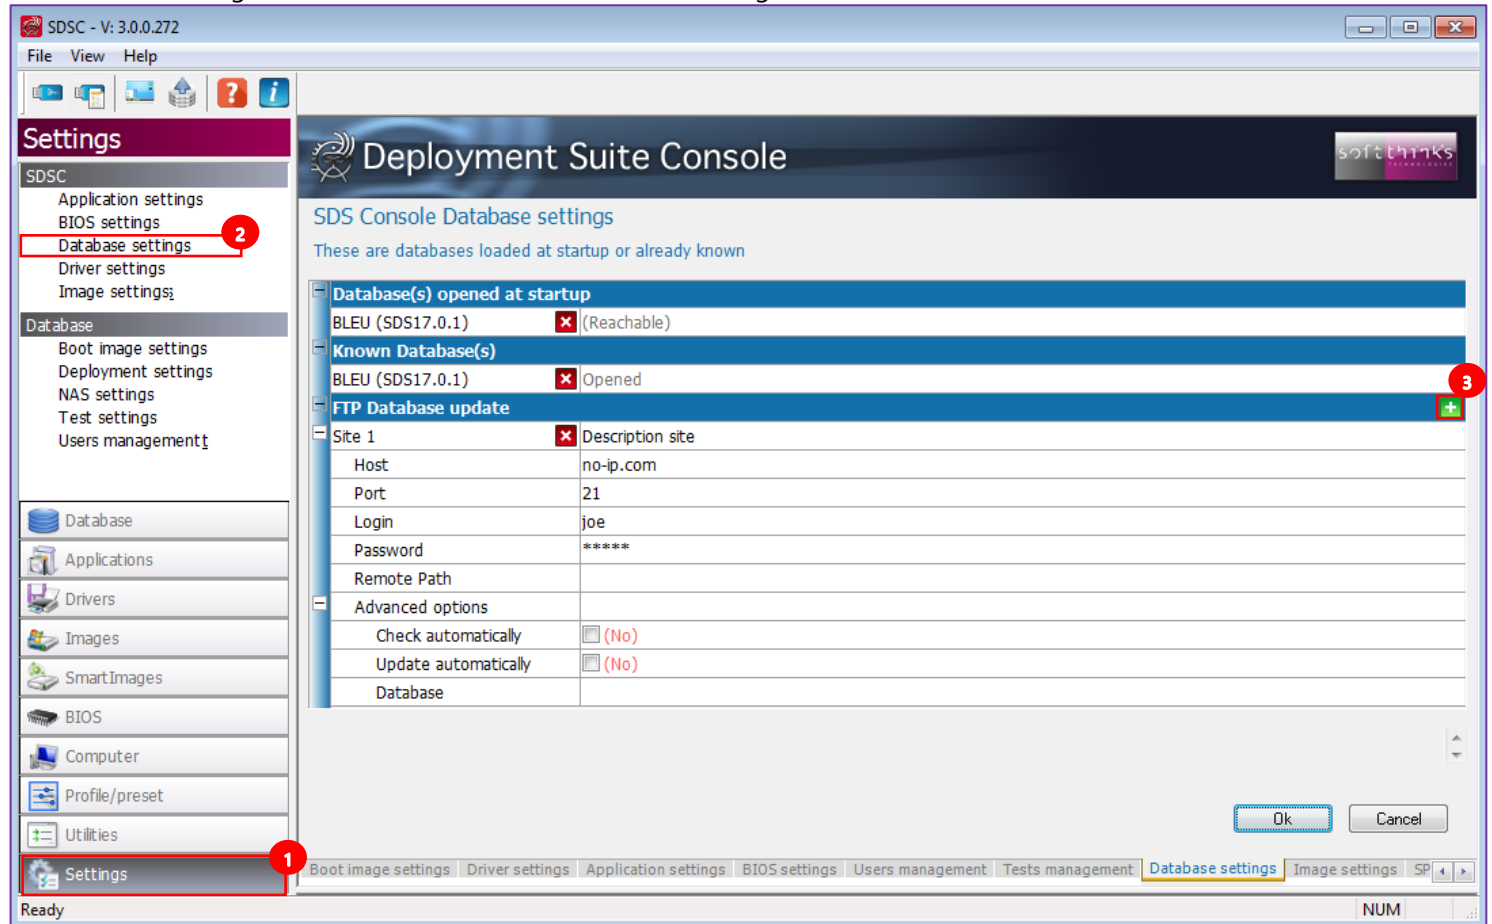 SDSC - V: 3.0.0.272
File View Help
Settings
SDSC
Application settings
BIOS settings
2
Database settings
Driver settings
Image settings;
Database
Boot image settings
Deployment settings
NAS settings
Test settings
Users managementt
Database
Applications
Drivers
Images
SmartImages
BIOS
Computer
Profile/preset
Utilities
1
Settings
Deployment Suite Console
softthinks
TECHNOLOGIES
SDS Console Database settings
These are databases loaded at startup or already known
Database(s) opened at startup
BLEU (SDS17.0.1) (Reachable)
Known Database(s)
BLEU (SDS17.0.1) Opened
3
FTP Database update
Site 1 Description site
Host no-ip.com
Port 21
Login joe
Password *****
Remote Path
Advanced options
Check automatically (No)
Update automatically (No)
Database
Ok Cancel
Boot image settings Driver settings Application settings BIOS settings Users management Tests management Database settings Image settings SP
Ready NUM